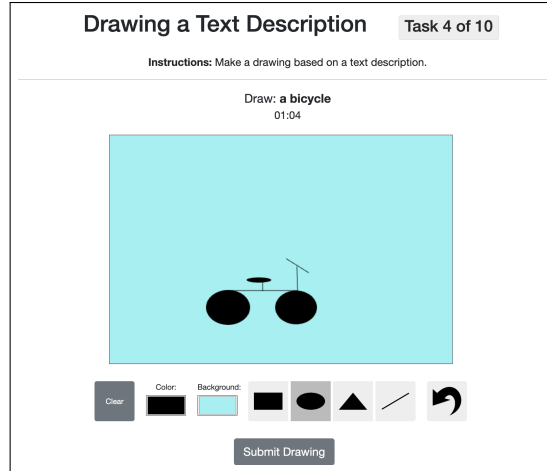 Drawing a Text Description Task 4 of 10
Instructions: Make a drawing based on a text description.
Draw: a bicycle
01:04
Color: Background:
Clear
Submit Drawing